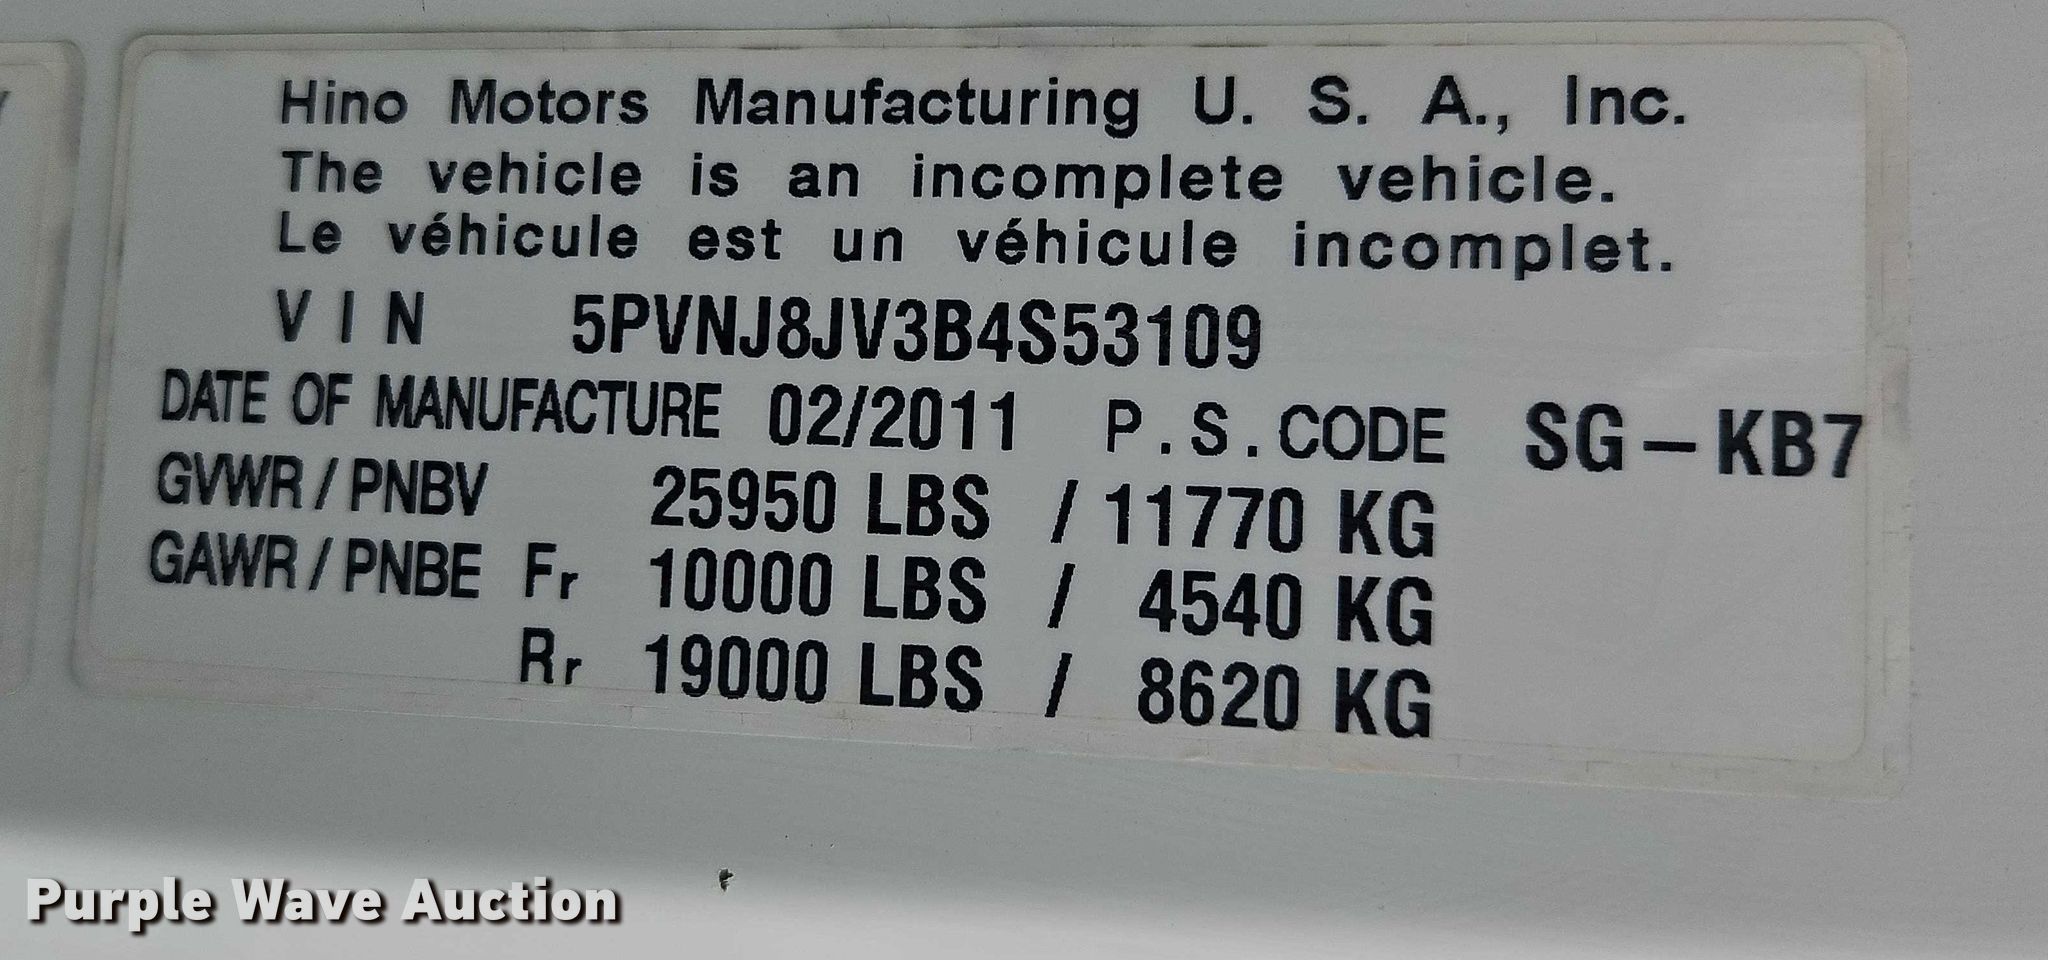 Hino Motors Manufacturing U. S. A., Inc.
The vehicle is an incomplete vehicle.
Le véhicule est un véhicule incomplet.
VIN 5PVNJ8JV3B4S53109
DATE OF MANUFACTURE 02/2011 P.S.CODE SG-KB7
GVWR/PNBV 25950 LBS / 11770 KG
GAWR/PNBE Fr 10000 LBS / 4540 KG
Rr 19000 LBS / 8620 KG
Purple Wave Auction